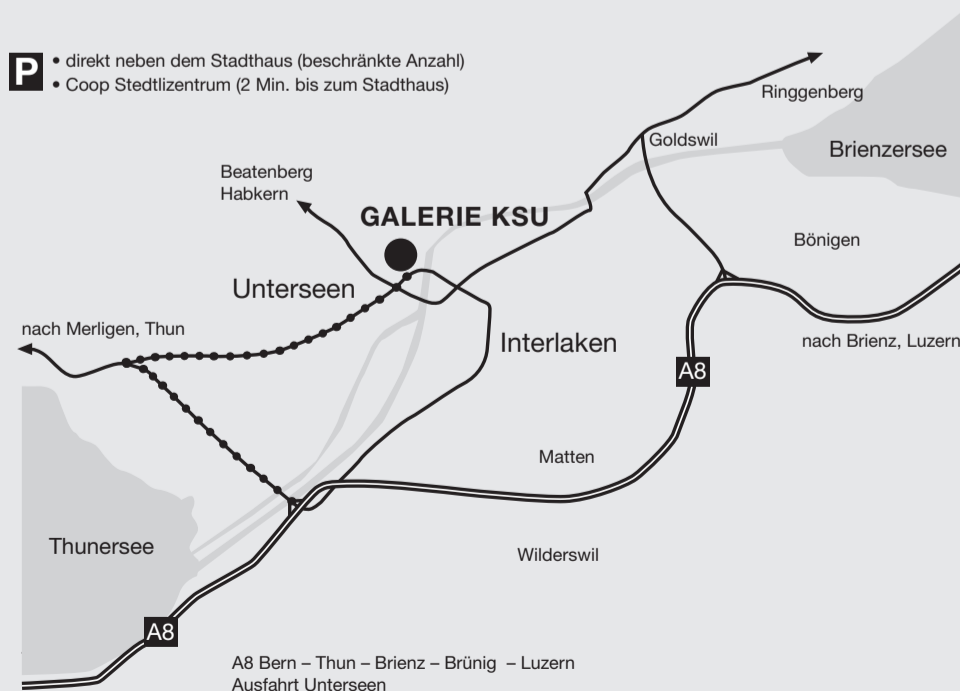 P
• direkt neben dem Stadthaus (beschränkte Anzahl)
• Coop Stedtlizentrum (2 Min. bis zum Stadthaus)
Ringgenberg
Goldswil
Brienzersee
Beatenberg
Habkern
GALERIE KSU
Bönigen
Unterseen
nach Merligen, Thun
Interlaken
nach Brienz, Luzern
A8
Matten
Thunersee
Wilderswil
A8
A8 Bern – Thun – Brienz – Brünig – Luzern
Ausfahrt Unterseen